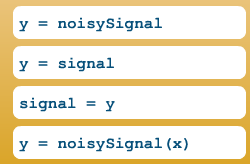 y = noisySignal
y = signal
signal = y
y = noisySignal(x)